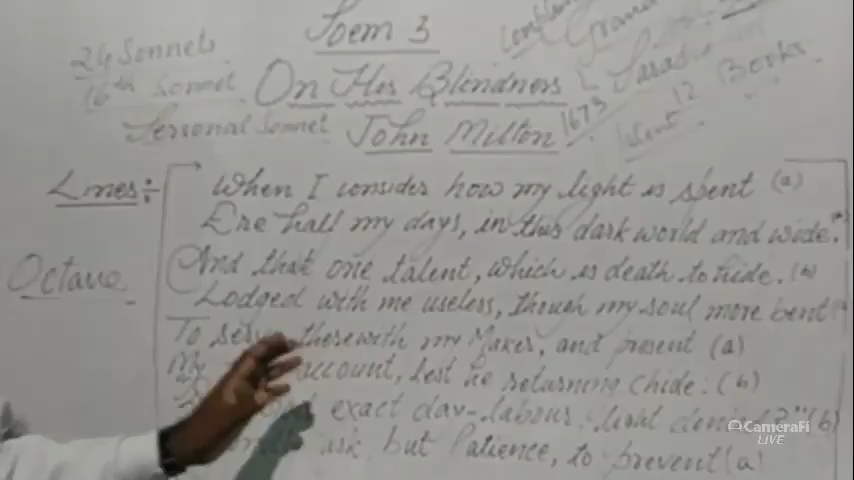 Poem 3
24 Sonnets
16th Sonnet
On His Blindness
Personal Sonnet
John Milton
1673
12 Books
Lines:
When I consider how my light is spent (a)
Ere half my days, in this dark world and wide.
Octave
And that one talent, which is death to hide. (b)
Lodged with me useless, though my soul more bent
To serve therewith my Maker, and present (a)
My account, lest he returning chide: (b)
exact day-labour, light denied?" (b)
ask but Patience, to prevent (a)
CameraFi
LIVE